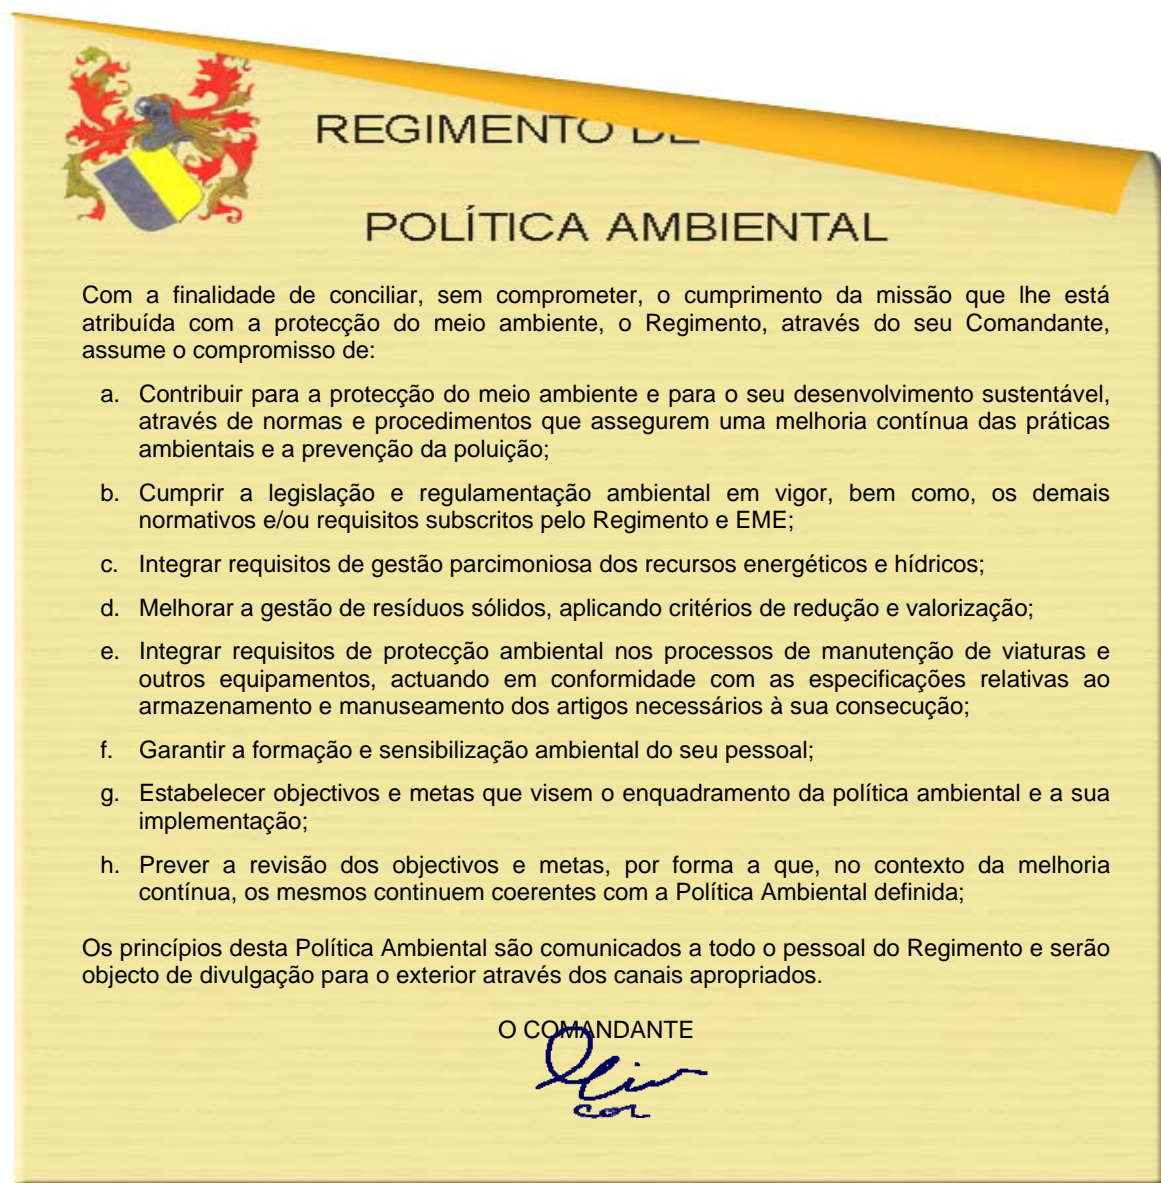 REGIMENTO DE
POLÍTICA AMBIENTAL
Com a finalidade de conciliar, sem comprometer, o cumprimento da missão que lhe está
atribuída com a protecção do meio ambiente, o Regimento, através do seu Comandante,
assume o compromisso de:
a. Contribuir para a protecção do meio ambiente e para o seu desenvolvimento sustentável,
através de normas e procedimentos que assegurem uma melhoria contínua das práticas
ambientais e a prevenção da poluição;
b. Cumprir a legislação e regulamentação ambiental em vigor, bem como, os demais
normativos e/ou requisitos subscritos pelo Regimento e EME;
c. Integrar requisitos de gestão parcimoniosa dos recursos energéticos e hídricos;
d. Melhorar a gestão de resíduos sólidos, aplicando critérios de redução e valorização;
e. Integrar requisitos de protecção ambiental nos processos de manutenção de viaturas e
outros equipamentos, actuando em conformidade com as especificações relativas ao
armazenamento e manuseamento dos artigos necessários à sua consecução;
f. Garantir a formação e sensibilização ambiental do seu pessoal;
g. Estabelecer objectivos e metas que visem o enquadramento da política ambiental e a sua
implementação;
h. Prever a revisão dos objectivos e metas, por forma a que, no contexto da melhoria
contínua, os mesmos continuem coerentes com a Política Ambiental definida;
Os princípios desta Política Ambiental são comunicados a todo o pessoal do Regimento e serão
objecto de divulgação para o exterior através dos canais apropriados.
O COMANDANTE